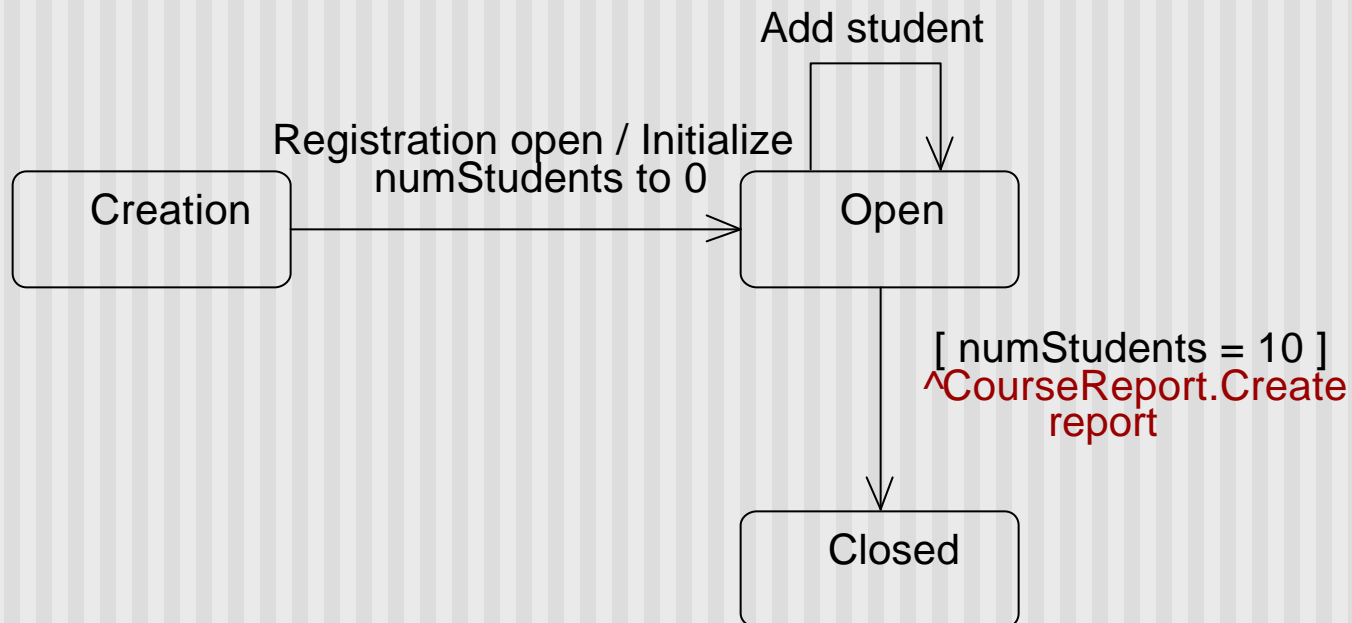 Add student
Registration open / Initialize
numStudents to 0
Creation
Open
[ numStudents = 10 ]
^CourseReport.Create
report
Closed